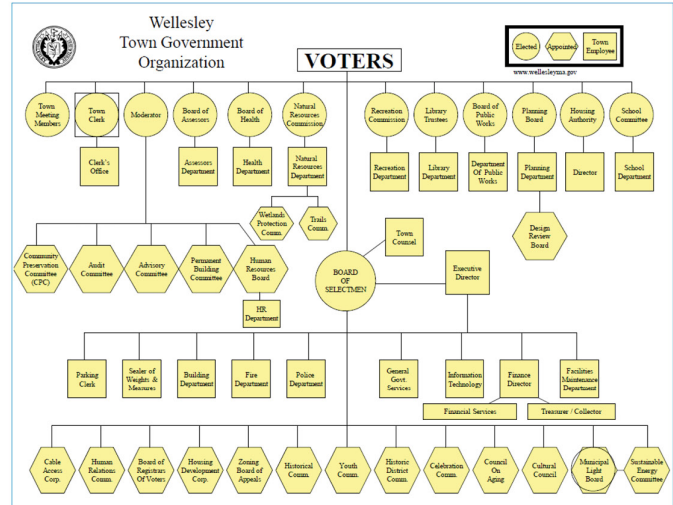 Wellesley
Town Government
Organization
VOTERS
Elected
Appointed
Town
Employee
www.wellesleyma.gov
Town
Meeting
Members
Town
Clerk
Moderator
Board of
Assessors
Board of
Health
Natural
Resources
Commission
Recreation
Commission
Library
Trustees
Board of
Public
Works
Planning
Board
Housing
Authority
School
Committee
Clerk's
Office
Assessors
Department
Health
Department
Natural
Resources
Department
Recreation
Department
Library
Department
Department
Of Public
Works
Planning
Department
Director
School
Department
Wetlands
Protection
Comm.
Trails
Comm.
Design
Review
Board
Community
Preservation
Committee
(CPC)
Audit
Committee
Advisory
Committee
Permanent
Building
Committee
Human
Resources
Board
HR
Department
Town
Counsel
BOARD
OF
SELECTMEN
Executive
Director
Parking
Clerk
Sealer of
Weights &
Measures
Building
Department
Fire
Department
Police
Department
General
Govt.
Services
Information
Technology
Finance
Director
Facilities
Maintenance
Department
Financial Services
Treasurer / Collector
Cable
Access
Corp.
Human
Relations
Comm.
Board of
Registrars
Of Voters
Housing
Development
Corp.
Zoning
Board of
Appeals
Historical
Comm.
Youth
Comm.
Historic
District
Comm.
Celebration
Comm.
Council
On
Aging
Cultural
Council
Municipal
Light
Board
Sustainable
Energy
Committee